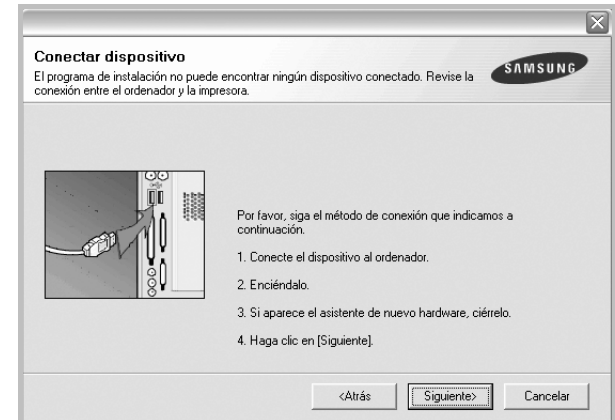 Conectar dispositivo
El programa de instalación no puede encontrar ningún dispositivo conectado. Revise la
conexión entre el ordenador y la impresora.
SAMSUNG
Por favor, siga el método de conexión que indicamos a
continuación.
1. Conecte el dispositivo al ordenador.
2. Enciéndalo.
3. Si aparece el asistente de nuevo hardware, ciérrelo.
4. Haga clic en [Siguiente].
<Atrás
Siguiente>
Cancelar